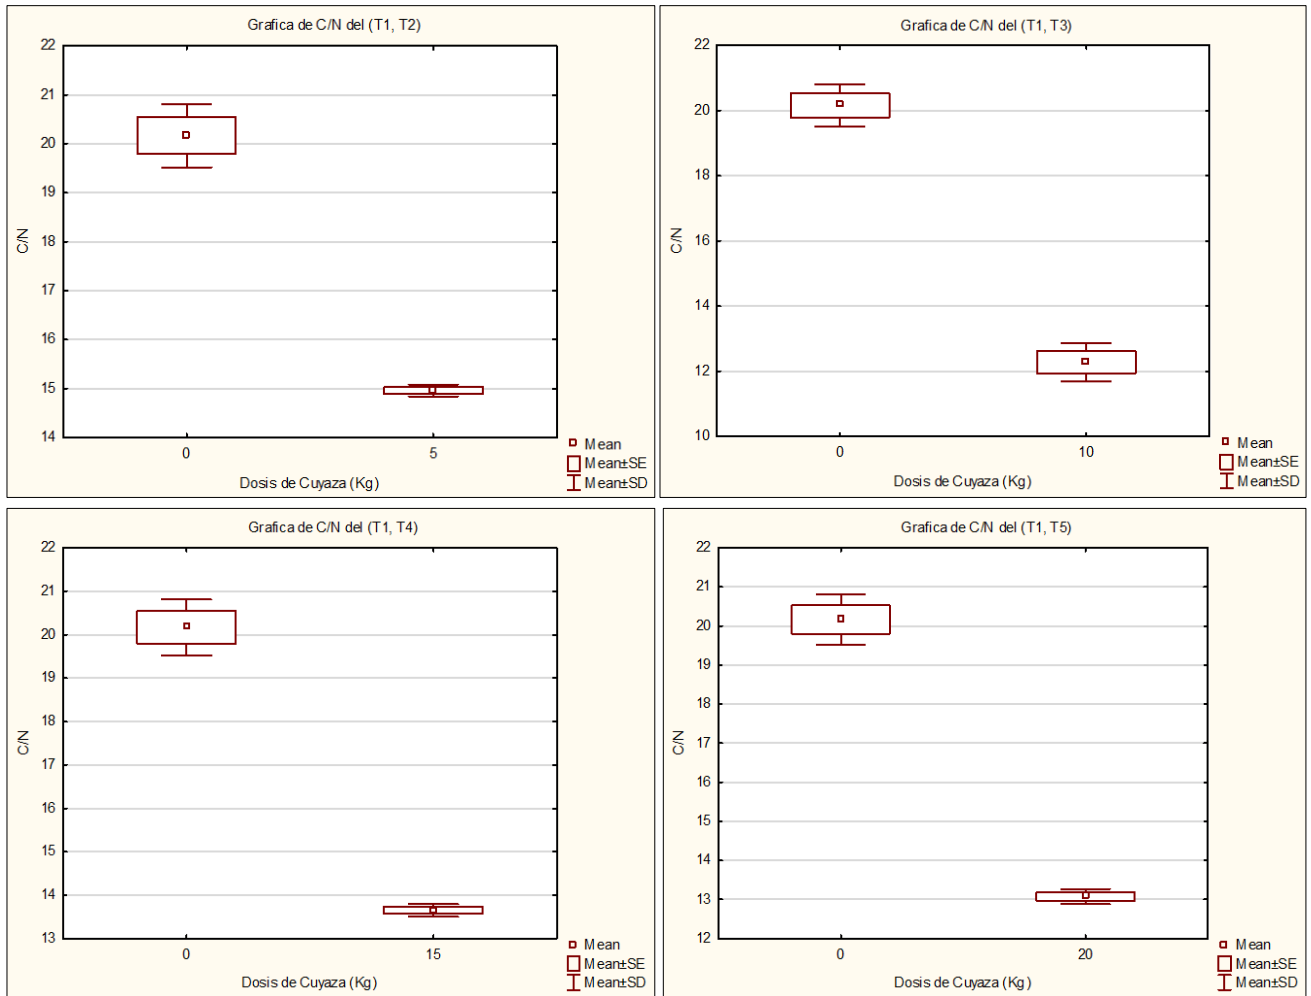 Grafica de C/N del (T1, T2)
22
21
20
19
18
17
16
15
14
C/N
0
5
Dosis de Cuyaza (Kg)
Mean
Mean±SE
Mean±SD
Grafica de C/N del (T1, T3)
22
20
18
16
14
12
10
C/N
0
10
Dosis de Cuyaza (Kg)
Mean
Mean±SE
Mean±SD
Grafica de C/N del (T1, T4)
22
21
20
19
18
17
16
15
14
13
C/N
0
15
Dosis de Cuyaza (Kg)
Mean
Mean±SE
Mean±SD
Grafica de C/N del (T1, T5)
22
21
20
19
18
17
16
15
14
13
12
C/N
0
20
Dosis de Cuyaza (Kg)
Mean
Mean±SE
Mean±SD